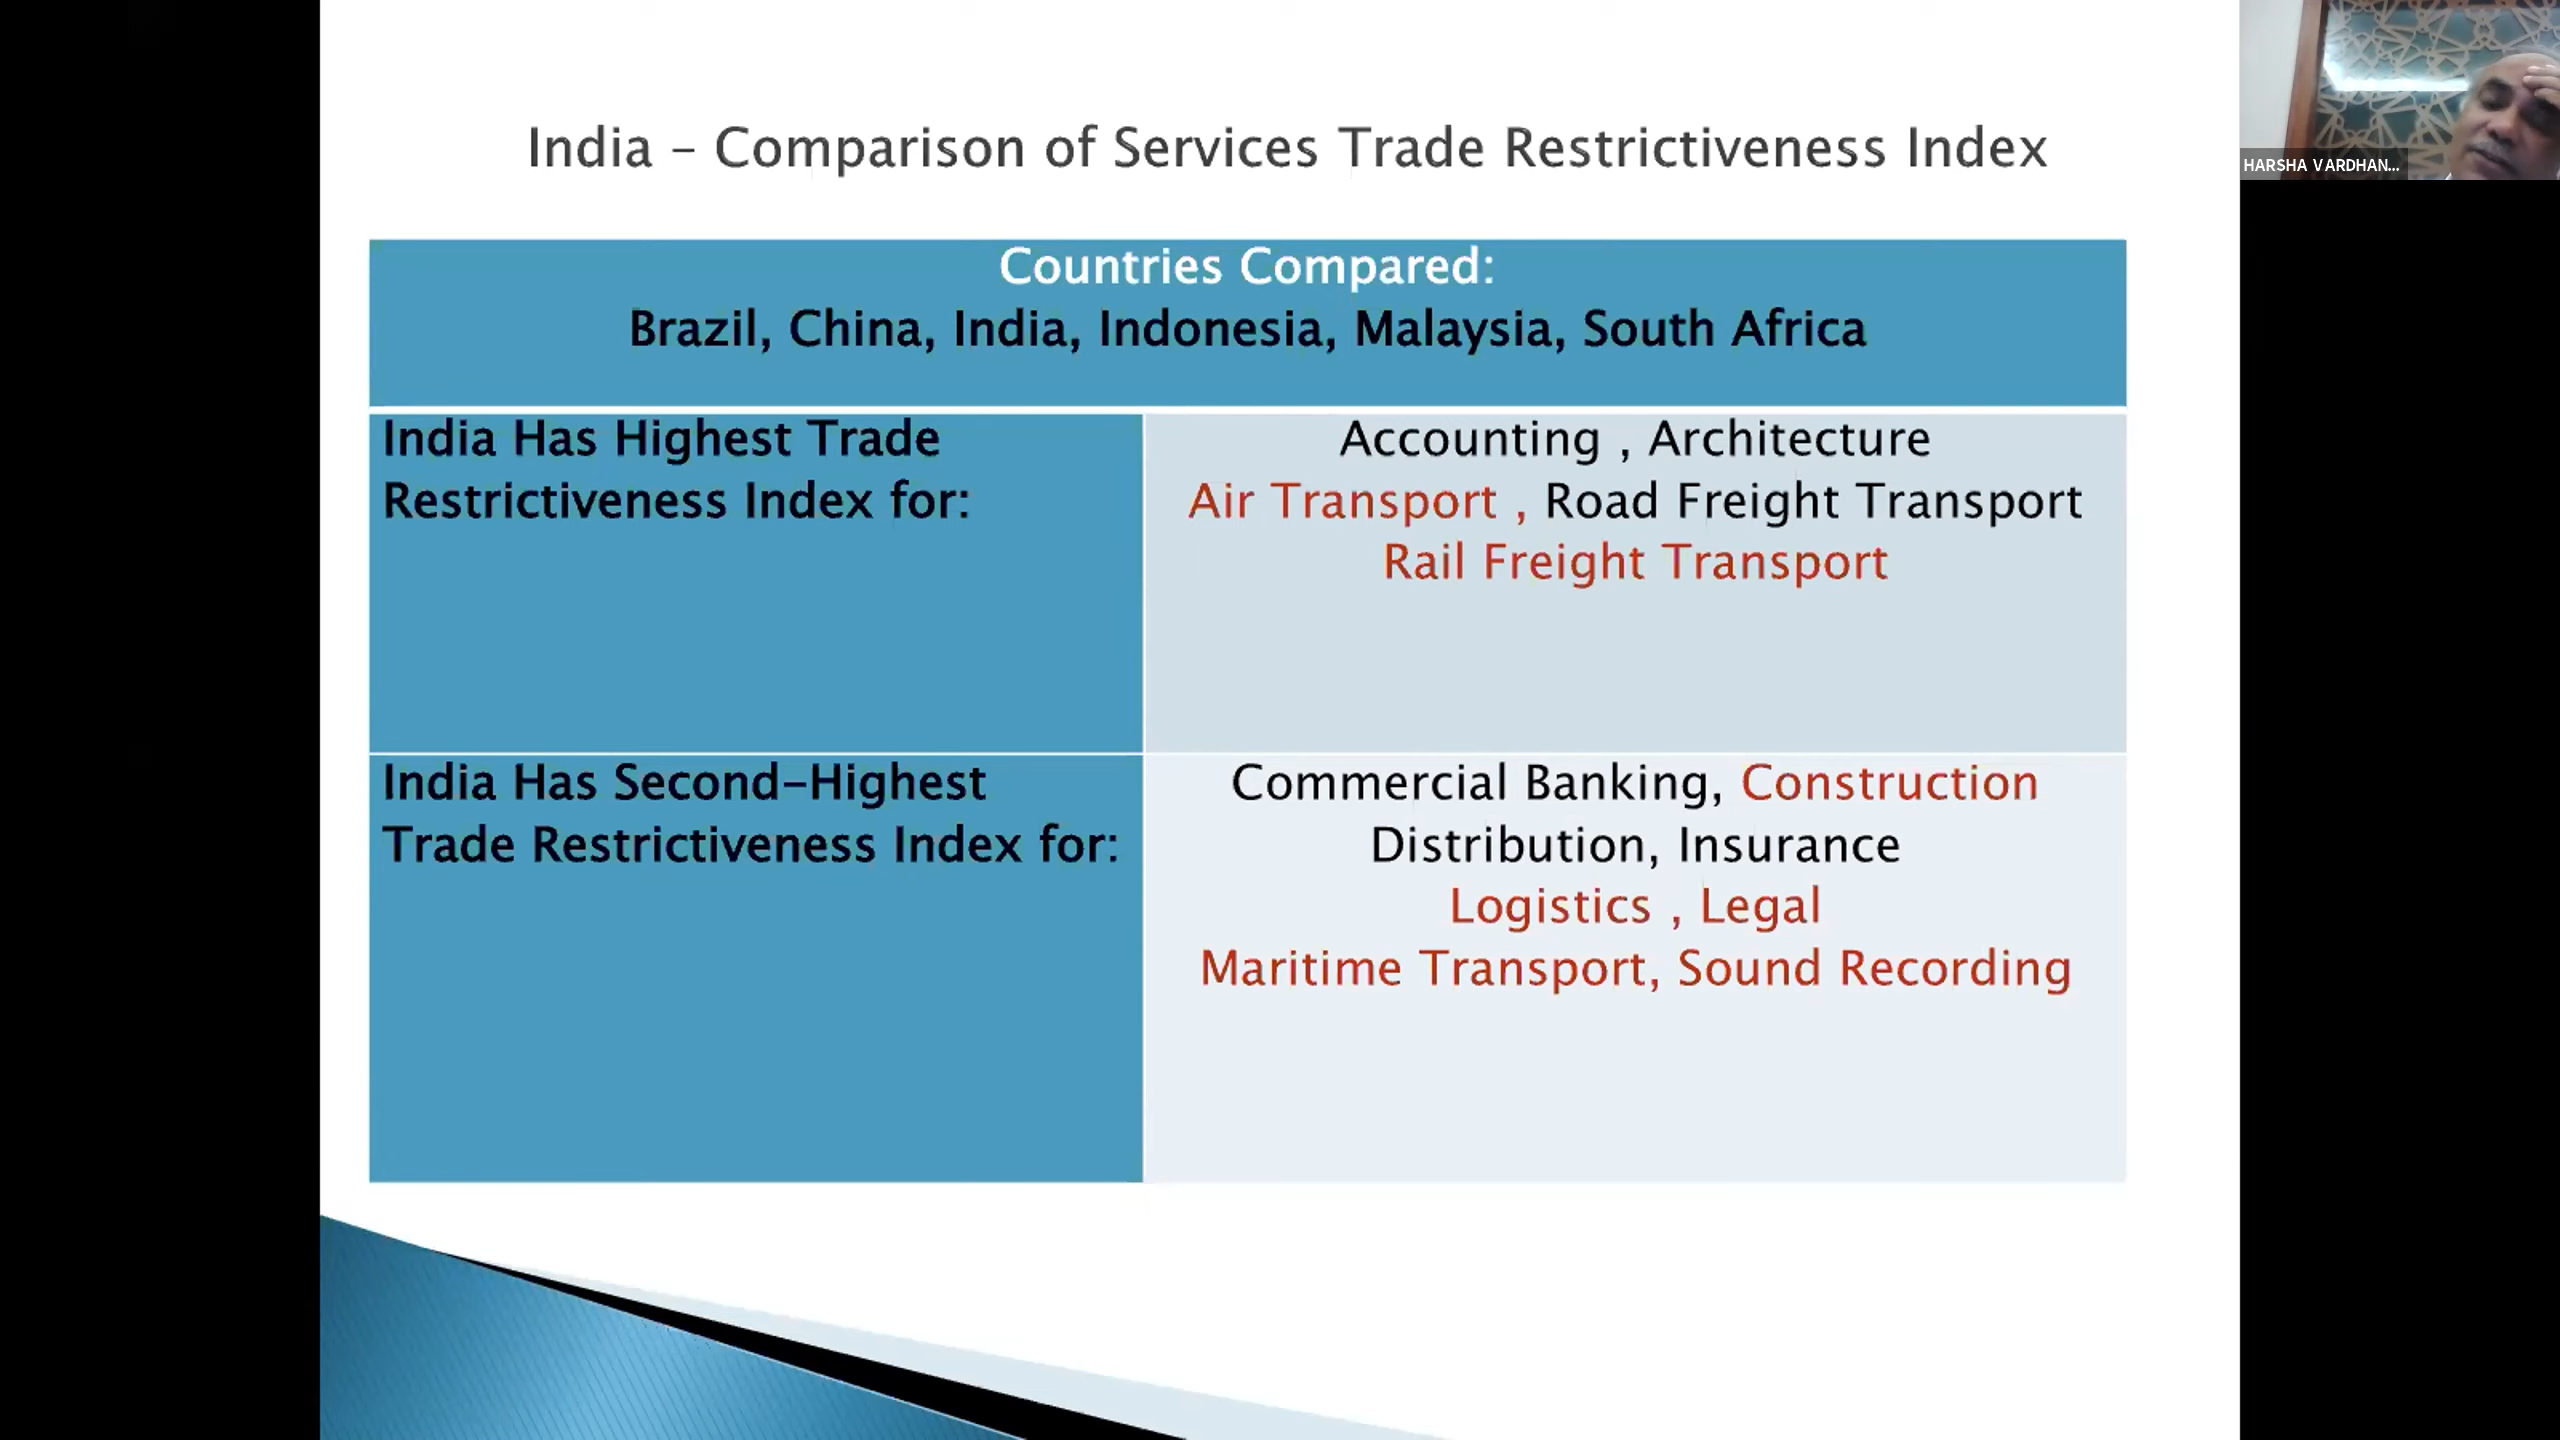 India – Comparison of Services Trade Restrictiveness Index
HARSHA VARDHAN...
Countries Compared:
Brazil, China, India, Indonesia, Malaysia, South Africa
India Has Highest Trade
Restrictiveness Index for:
Accounting , Architecture
Air Transport , Road Freight Transport
Rail Freight Transport
India Has Second-Highest
Trade Restrictiveness Index for:
Commercial Banking, Construction
Distribution, Insurance
Logistics , Legal
Maritime Transport, Sound Recording